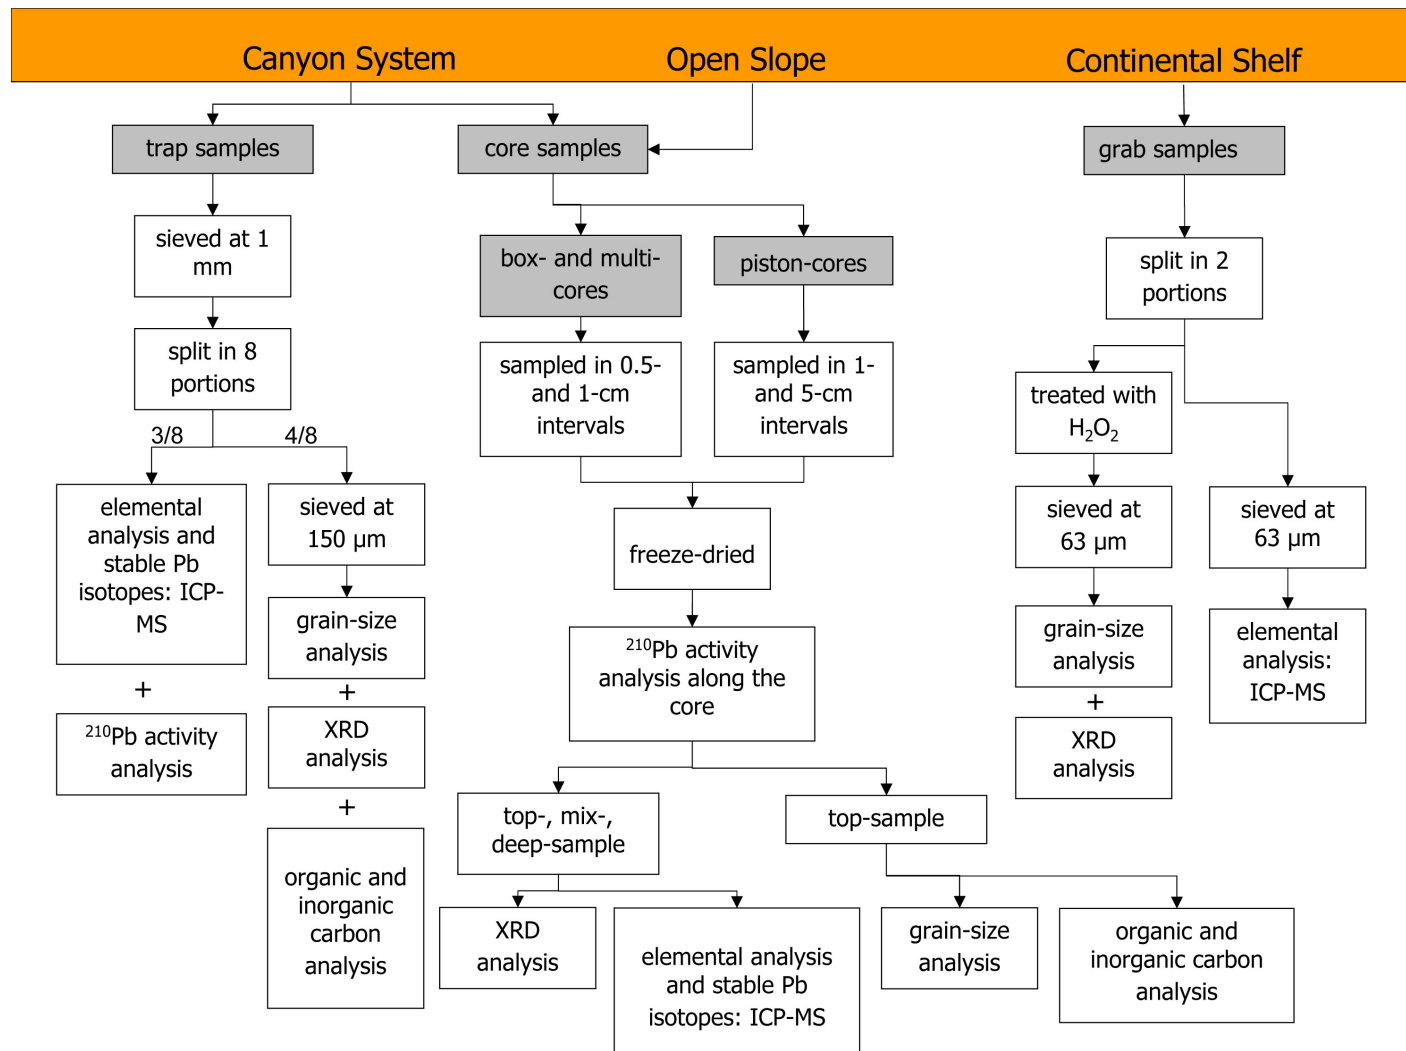 Canyon System
Open Slope
Continental Shelf
trap samples
core samples
grab samples
sieved at 1
mm
box- and multi-
cores
piston-cores
split in 2
portions
split in 8
portions
sampled in 0.5-
and 1-cm
intervals
sampled in 1-
and 5-cm
intervals
treated with
H₂O₂
3/8
4/8
elemental
analysis and
stable Pb
isotopes: ICP-
MS
sieved at
150 µm
freeze-dried
sieved at
63 µm
sieved at
63 µm
grain-size
analysis
+
+
²¹⁰Pb activity
analysis
XRD
analysis
+
organic and
inorganic
carbon
analysis
²¹⁰Pb activity
analysis along the
core
grain-size
analysis
+
XRD
analysis
elemental
analysis:
ICP-MS
top-, mix-,
deep-sample
top-sample
XRD
analysis
elemental analysis
and stable Pb
isotopes: ICP-MS
grain-size
analysis
organic and
inorganic carbon
analysis